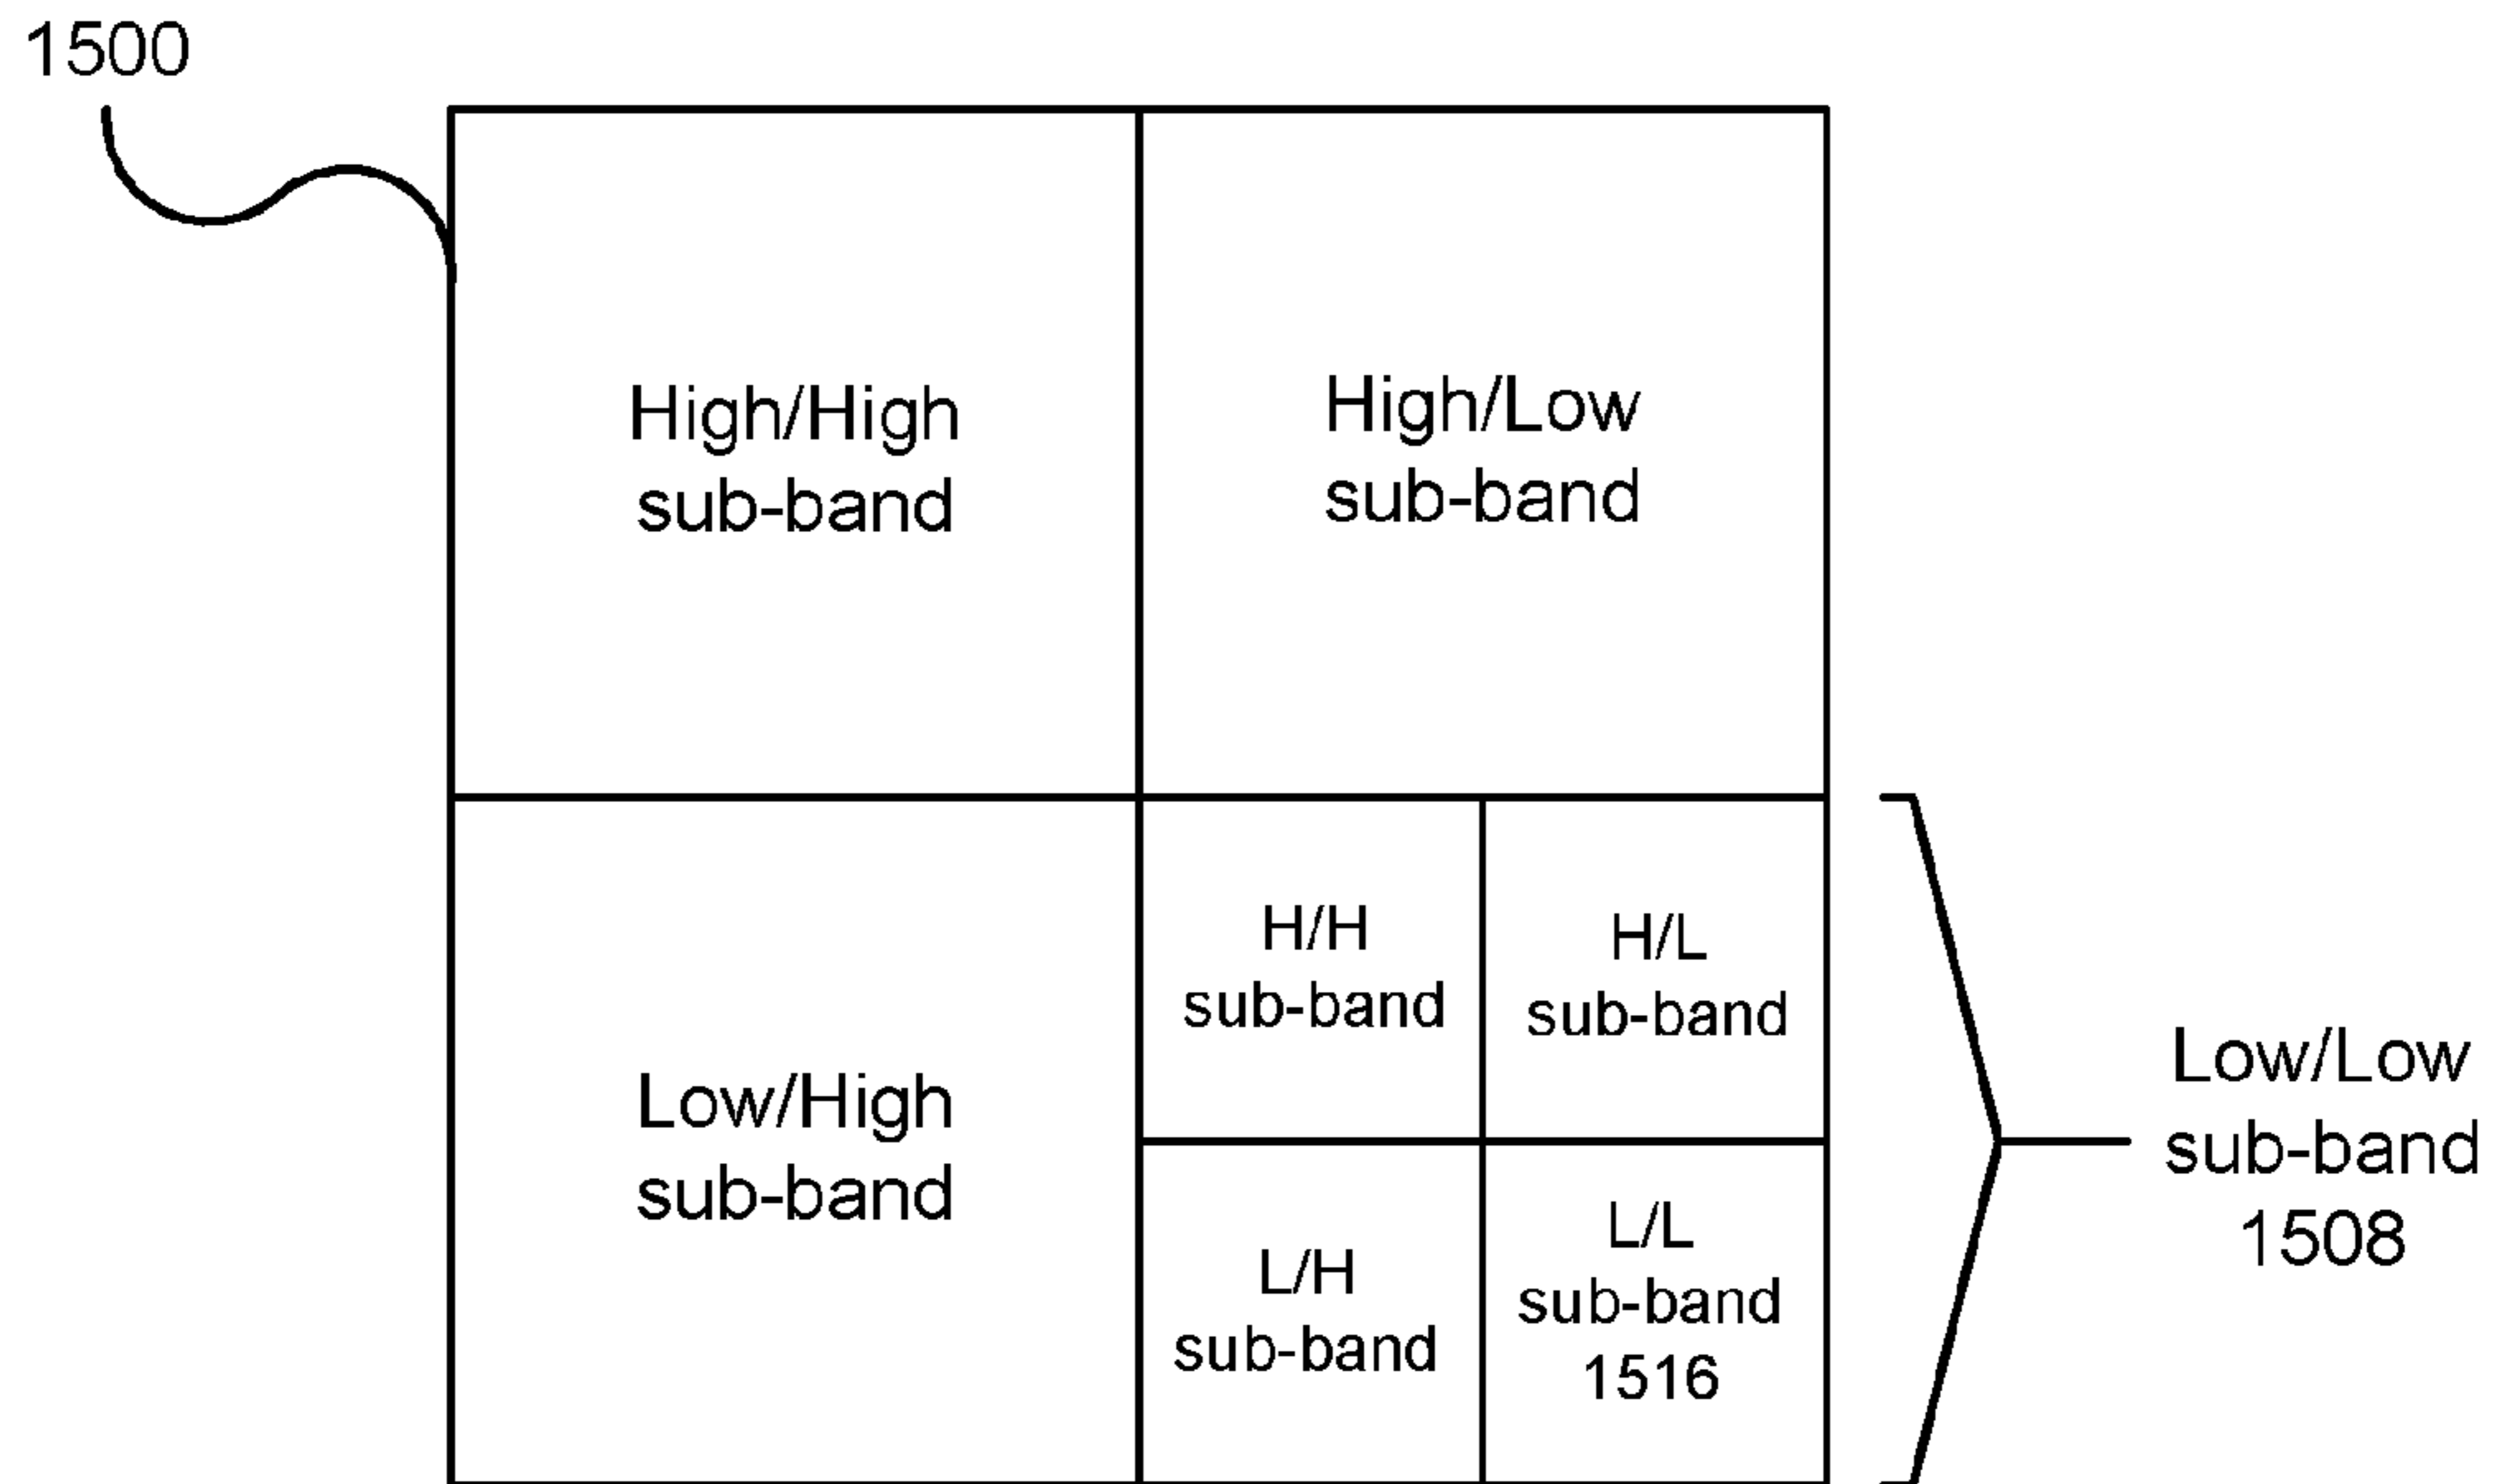 1500
High/High
sub-band
High/Low
sub-band
Low/High
sub-band
H/H
sub-band
H/L
sub-band
L/H
sub-band
L/L
sub-band
1516
Low/Low
sub-band
1508